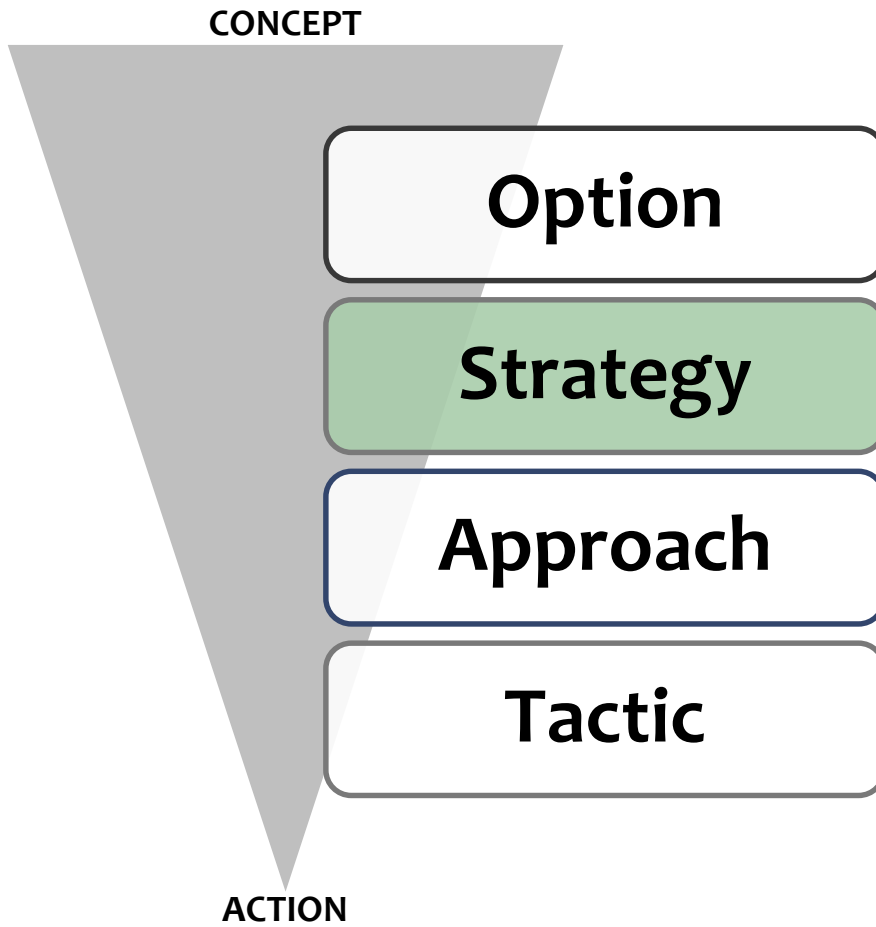 CONCEPT
Option
Strategy
Approach
Tactic
ACTION